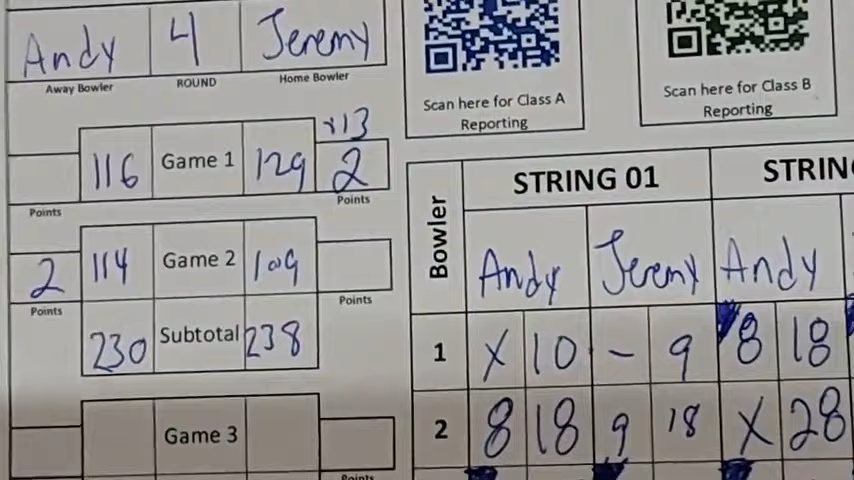 Andy 4 Jeremy
Away Bowler ROUND Home Bowler
Scan here for Class A
Reporting
Scan here for Class B
Reporting
+13
116 Game 1 129 2
Points Points
2 114 Game 2 109
Points Points
230 Subtotal 238
Game 3
Points
Bowler
STRING 01 STRIN
Andy Jeremy Andy
1 X 10 - 9 8 18
2 8 18 9 18 X 28